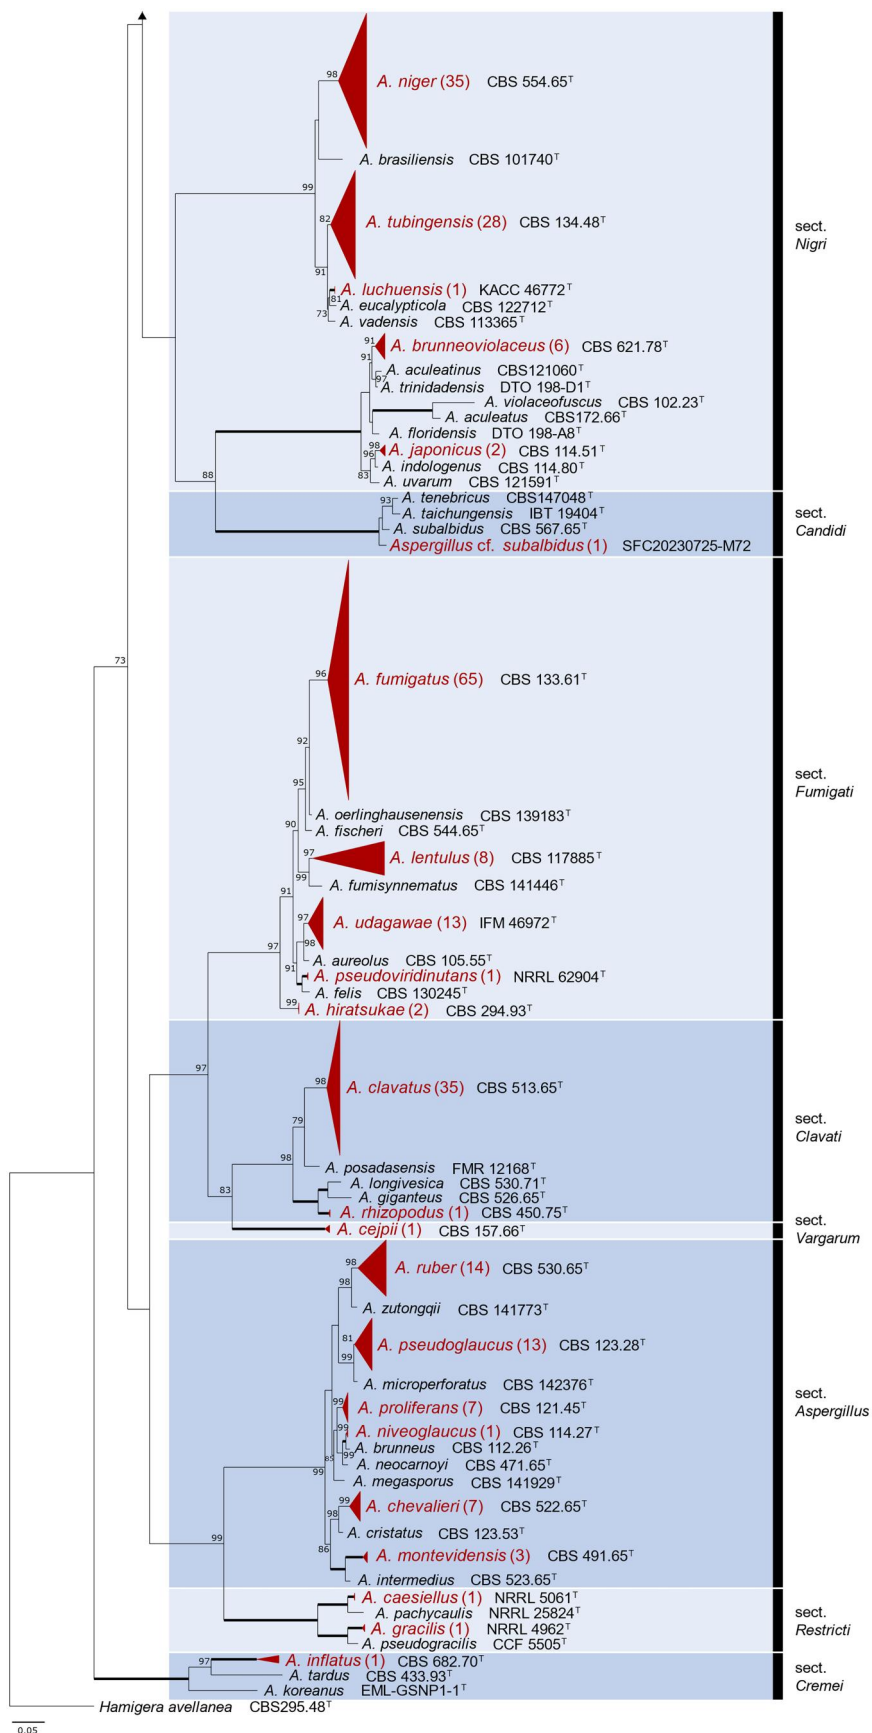 98
A. niger (35) CBS 554.65ᵀ
A. brasiliensis CBS 101740ᵀ
99
82
A. tubingensis (28) CBS 134.48ᵀ
sect.
Nigri
91
A. luchuensis (1) KACC 46772ᵀ
81
A. eucalypticola CBS 122712ᵀ
73
A. vadensis CBS 113365ᵀ
91
A. brunneoviolaceus (6) CBS 621.78ᵀ
91
A. aculeatinus CBS121060ᵀ
97
A. trinidadensis DTO 198-D1ᵀ
A. violaceofuscus CBS 102.23ᵀ
A. aculeatus CBS172.66ᵀ
A. floridensis DTO 198-A8ᵀ
98
A. japonicus (2) CBS 114.51ᵀ
96
A. indologenus CBS 114.80ᵀ
83
88
A. uvarum CBS 121591ᵀ
93
A. tenebricus CBS147048ᵀ
A. taichungensis IBT 19404ᵀ
sect.
Candidi
A. subalbidus CBS 567.65ᵀ
Aspergillus cf. subalbidus (1) SFC20230725-M72
73
96
A. fumigatus (65) CBS 133.61ᵀ
92
sect.
Fumigati
95
A. oerlinghausenensis CBS 139183ᵀ
90
A. fischeri CBS 544.65ᵀ
97
A. lentulus (8) CBS 117885ᵀ
99
A. fumisynnematus CBS 141446ᵀ
91
97
A. udagawae (13) IFM 46972ᵀ
98
97
A. aureolus CBS 105.55ᵀ
91
A. pseudoviridinutans (1) NRRL 62904ᵀ
A. felis CBS 130245ᵀ
99
A. hiratsukae (2) CBS 294.93ᵀ
97
98
A. clavatus (35) CBS 513.65ᵀ
79
sect.
Clavati
98
A. posadasensis FMR 12168ᵀ
A. longivesica CBS 530.71ᵀ
83
A. giganteus CBS 526.65ᵀ
A. rhizopodus (1) CBS 450.75ᵀ
A. cejpii (1) CBS 157.66ᵀ
sect.
Vargarum
98
A. ruber (14) CBS 530.65ᵀ
98
A. zutongqii CBS 141773ᵀ
81
A. pseudoglaucus (13) CBS 123.28ᵀ
99
A. microperforatus CBS 142376ᵀ
sect.
Aspergillus
99
A. proliferans (7) CBS 121.45ᵀ
99
A. niveoglaucus (1) CBS 114.27ᵀ
A. brunneus CBS 112.26ᵀ
85
99
A. neocarnoyi CBS 471.65ᵀ
99
A. megasporus CBS 141929ᵀ
99
A. chevalieri (7) CBS 522.65ᵀ
98
A. cristatus CBS 123.53ᵀ
99
86
A. montevidensis (3) CBS 491.65ᵀ
A. intermedius CBS 523.65ᵀ
A. caesiellus (1) NRRL 5061ᵀ
A. pachycaulis NRRL 25824ᵀ
sect.
Restricti
A. gracilis (1) NRRL 4962ᵀ
A. pseudogracilis CCF 5505ᵀ
97
A. inflatus (1) CBS 682.70ᵀ
A. tardus CBS 433.93ᵀ
sect.
Cremei
A. koreanus EML-GSNP1-1ᵀ
Hamigera avellanea CBS295.48ᵀ
0.05